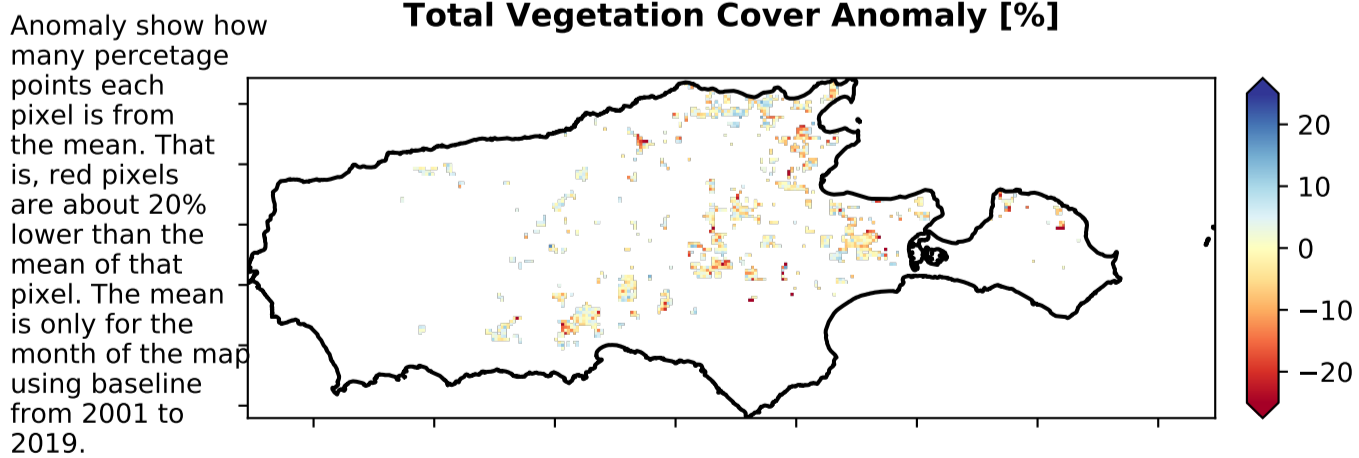 Total Vegetation Cover Anomaly [%]
Anomaly show how
many percetage
points each
pixel is from
the mean. That
is, red pixels
are about 20%
lower than the
mean of that
pixel. The mean
is only for the
month of the map
using baseline
from 2001 to
2019.
20
10
0
−10
−20